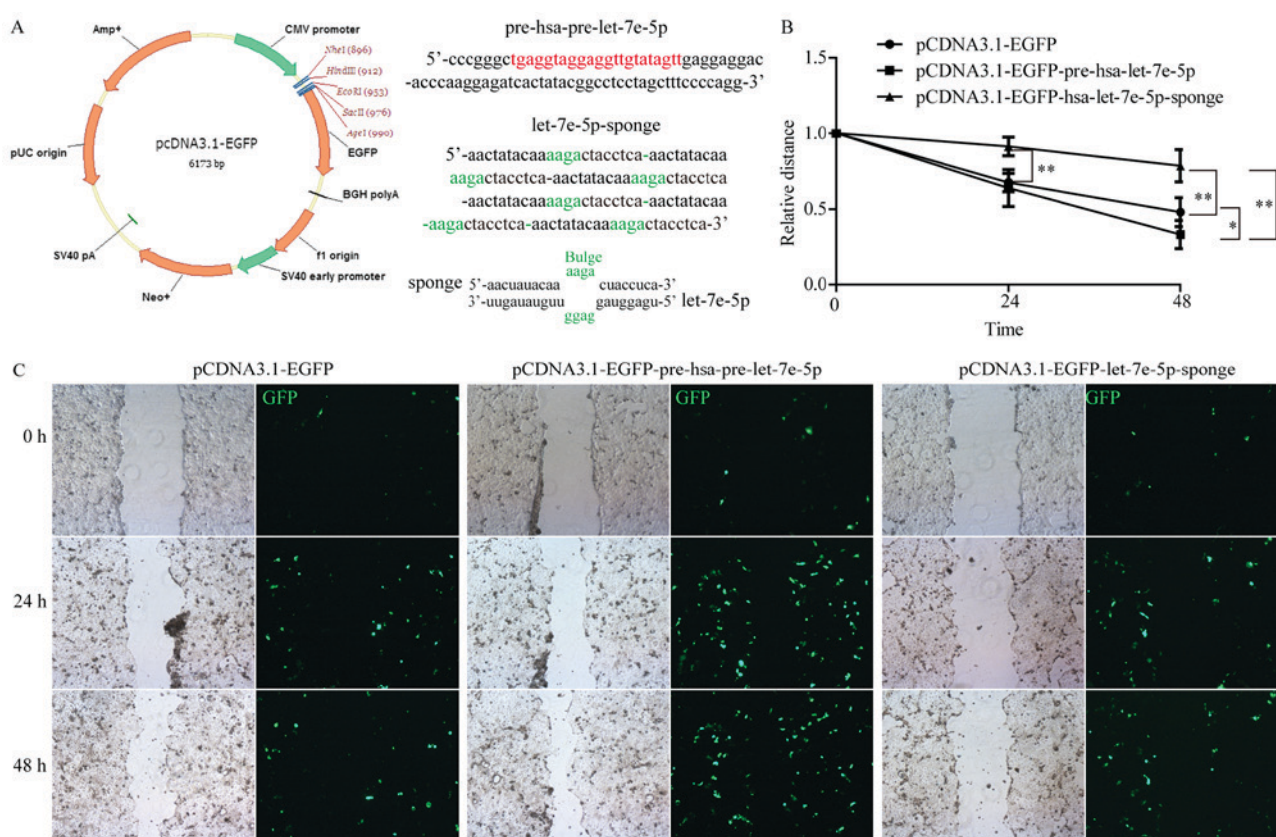 A
Amp+
CMV promoter
NheI (896)
HindIII (912)
EcoRI (953)
SacII (976)
AgeI (990)
pcDNA3.1-EGFP
6173 bp
pUC origin
EGFP
BGH polyA
f1 origin
SV40 early promoter
SV40 pA
Neo+
pre-hsa-pre-let-7e-5p
5’-cccgggctgaggtaggaggttgtatagttgaggaggac
-acccaaggagatcactatacggcctcctagctttccccagg-3’
let-7e-5p-sponge
5’-aactatacaaaagactacctca-aactatacaa
aagactacctca-aactatacaaaagactacctca
-aactatacaaaagactacctca-aactatacaa
-aagactacctca-aactatacaaaagactacctca-3’
Bulge
aaga
sponge 5’-aacuauacaa cuaccuca-3’
3’-uugauauguu gauggagu-5’ let-7e-5p
ggag
B
pCDNA3.1-EGFP
pCDNA3.1-EGFP-pre-hsa-let-7e-5p
pCDNA3.1-EGFP-hsa-let-7e-5p-sponge
Relative distance
1.5
1.0
0.5
0.0
0
24
48
Time
**
**
*
**
C
pCDNA3.1-EGFP
pCDNA3.1-EGFP-pre-hsa-pre-let-7e-5p
pCDNA3.1-EGFP-let-7e-5p-sponge
GFP
GFP
GFP
0 h
24 h
48 h